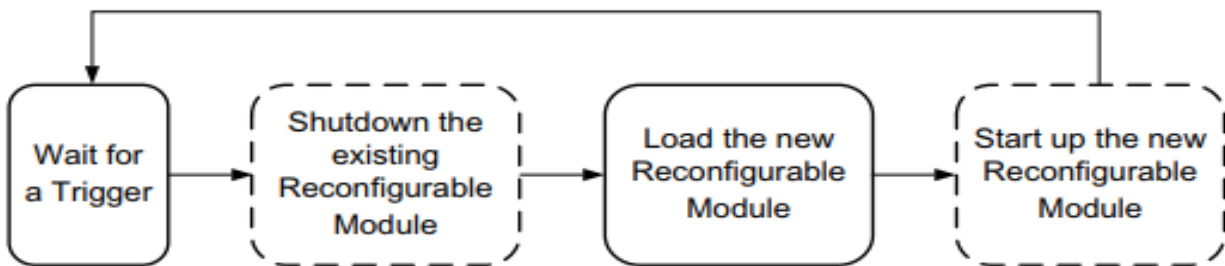 Wait for
a Trigger
Shutdown the
existing
Reconfigurable
Module
Load the new
Reconfigurable
Module
Start up the new
Reconfigurable
Module